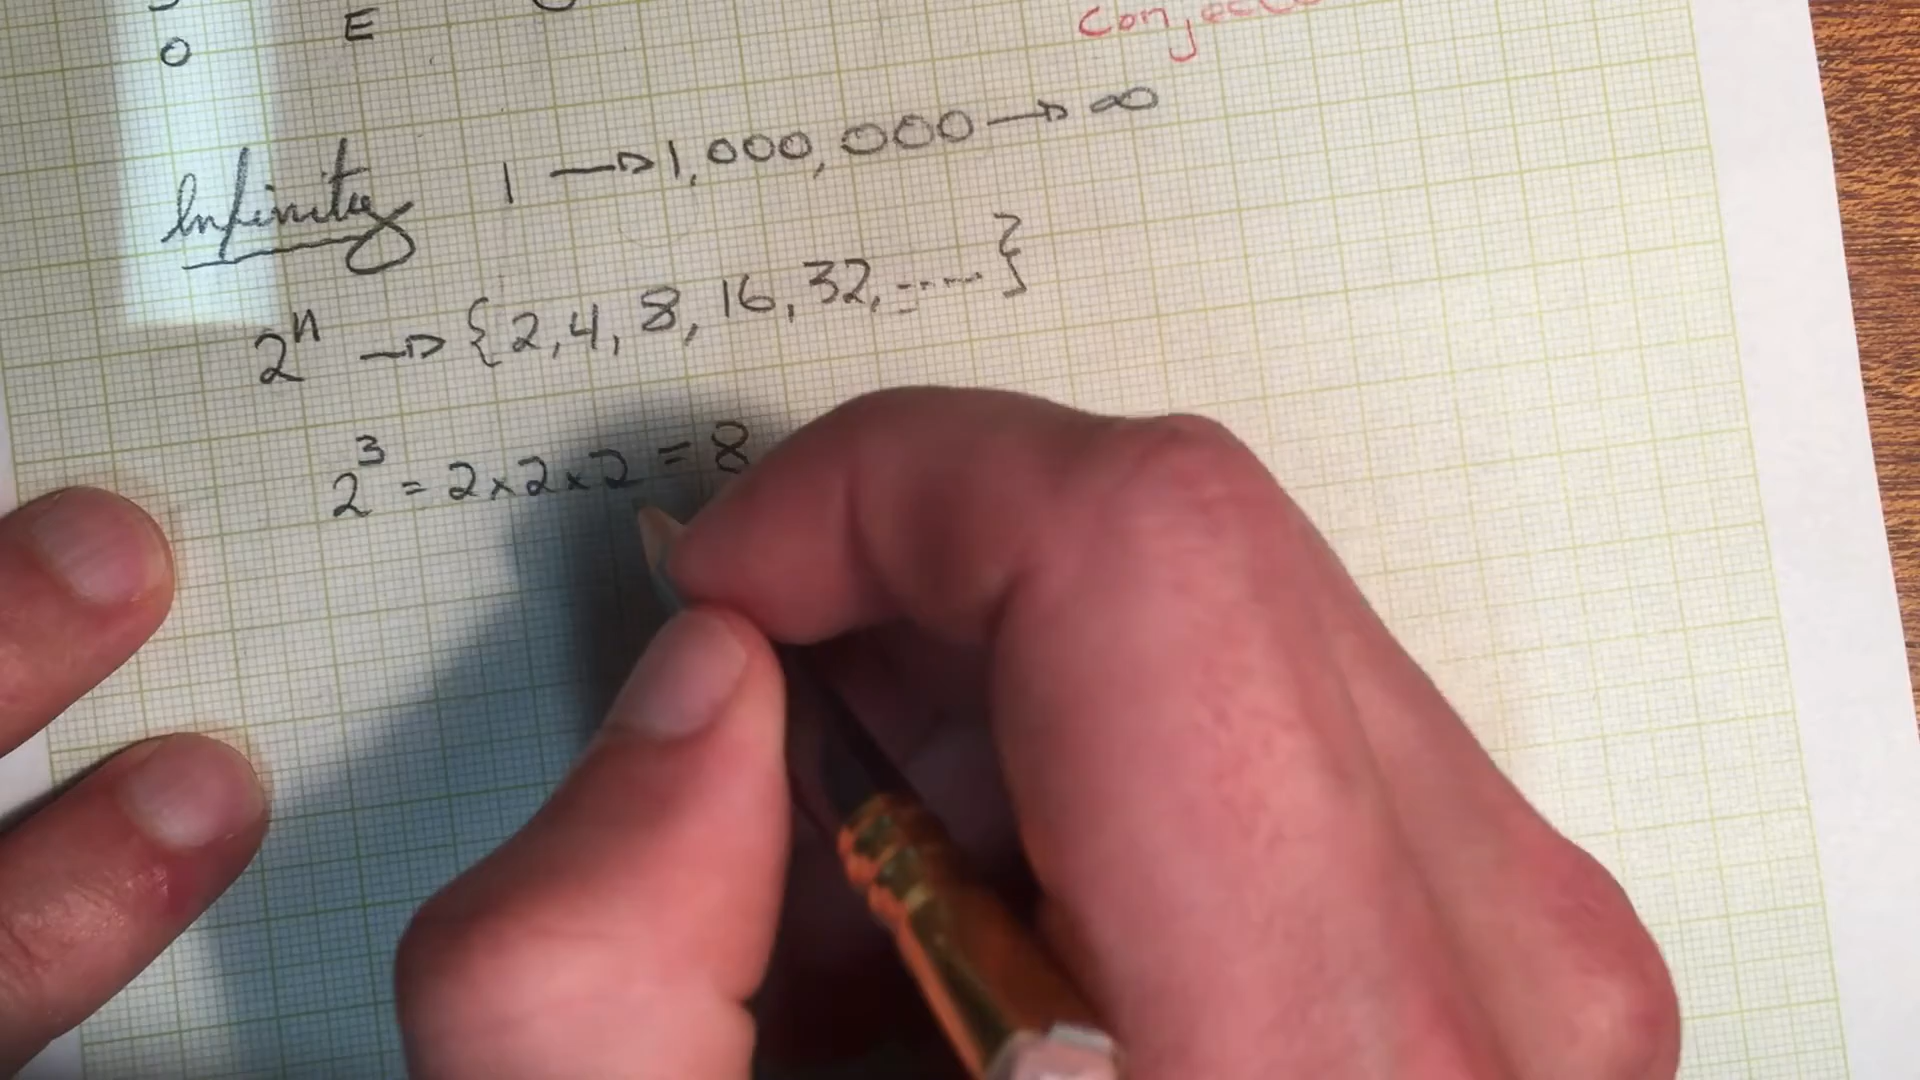 E
O
Infinity 1 → 1,000,000 → ∞
2ⁿ → {2, 4, 8, 16, 32, ......}
2³ = 2 × 2 × 2 = 8